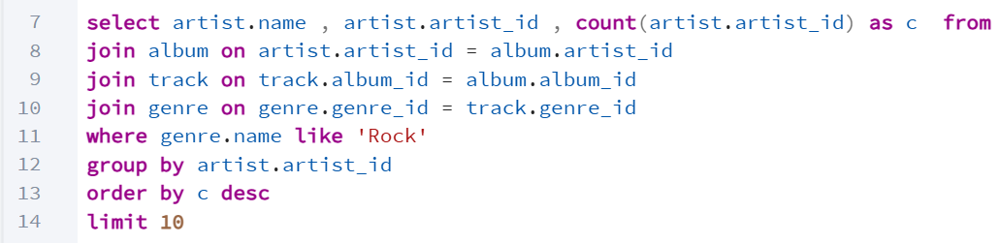 7 select artist.name , artist.artist_id , count(artist.artist_id) as c from
8 join album on artist.artist_id = album.artist_id
9 join track on track.album_id = album.album_id
10 join genre on genre.genre_id = track.genre_id
11 where genre.name like 'Rock'
12 group by artist.artist_id
13 order by c desc
14 limit 10